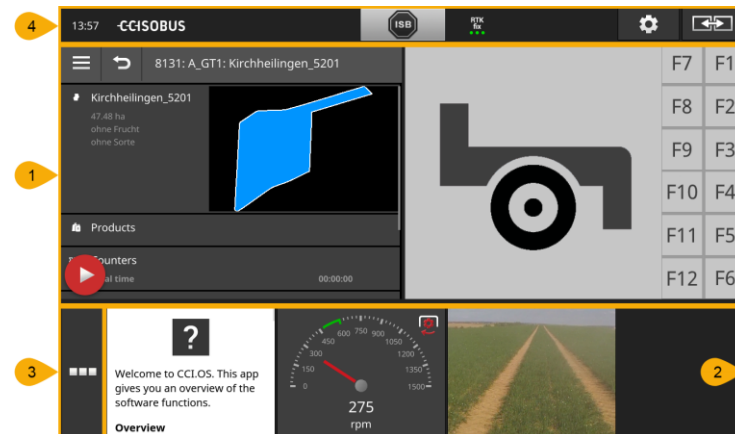 4
13:57
CCISOBUS
ISB
RTK
fix
8131: A_GT1: Kirchheilingen_5201
F7 F1
Kirchheilingen_5201
47.48 ha
ohne Frucht
ohne Sorte
F8 F2
F9 F3
1
F10 F4
Products
F11 F5
ounters
al time 00:00:00
F12 F6
3
?
Welcome to CCI.OS. This app
gives you an overview of the
software functions.
Overview
0 150 300 450 600 750 900 1050 1200 1350 1500
275
rpm
2